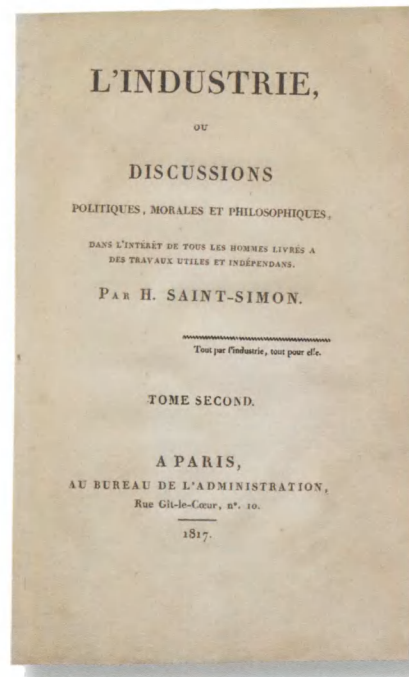 L'INDUSTRIE,
OU
DISCUSSIONS
POLITIQUES, MORALES ET PHILOSOPHIQUES,
DANS L'INTÉRÊT DE TOUS LES HOMMES LIVRÉS A
DES TRAVAUX UTILES ET INDÉPENDANS.
PAR H. SAINT-SIMON.
Tout par l'industrie, tout pour elle.
TOME SECOND.
A PARIS,
AU BUREAU DE L'ADMINISTRATION,
Rue Gît-le-Cœur, n°. 10.
1817.